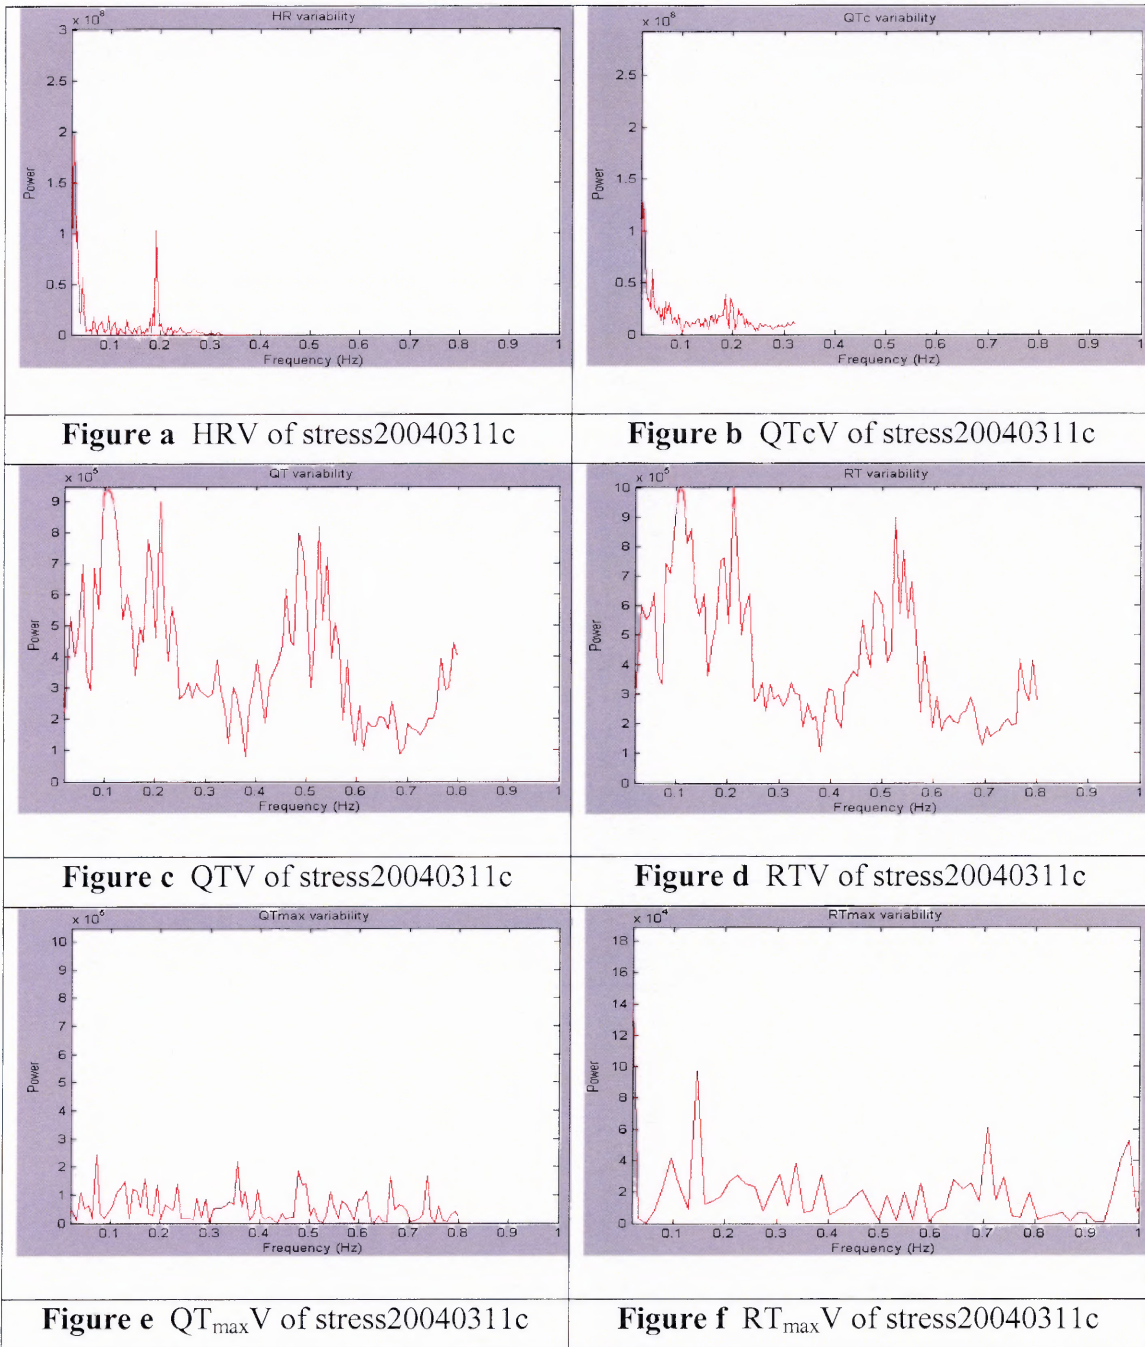 HR variability
x 10^8
3
2.5
2
1.5
1
0.5
0
Power
0.1 0.2 0.3 0.4 0.5 0.6 0.7 0.8 0.9 1
Frequency (Hz)
Figure a HRV of stress20040311c
QTc variability
x 10^8
2.5
2
1.5
1
0.5
0
Power
0.1 0.2 0.3 0.4 0.5 0.6 0.7 0.8 0.9 1
Frequency (Hz)
Figure b QTcV of stress20040311c
QT variability
x 10^5
9
8
7
6
5
4
3
2
1
0
Power
0.1 0.2 0.3 0.4 0.5 0.6 0.7 0.8 0.9 1
Frequency (Hz)
Figure c QTV of stress20040311c
RT variability
x 10^5
10
9
8
7
6
5
4
3
2
1
0
Power
0.1 0.2 0.3 0.4 0.5 0.6 0.7 0.8 0.9 1
Frequency (Hz)
Figure d RTV of stress20040311c
QTmax variability
x 10
10
9
8
7
6
5
4
3
2
1
0
Power
0.1 0.2 0.3 0.4 0.5 0.6 0.7 0.8 0.9 1
Frequency (Hz)
Figure e QTmaxV of stress20040311c
RTmax variability
x 10^4
18
16
14
12
10
8
6
4
2
0
Power
0.1 0.2 0.3 0.4 0.5 0.6 0.7 0.8 0.9 1
Frequency (Hz)
Figure f RTmaxV of stress20040311c